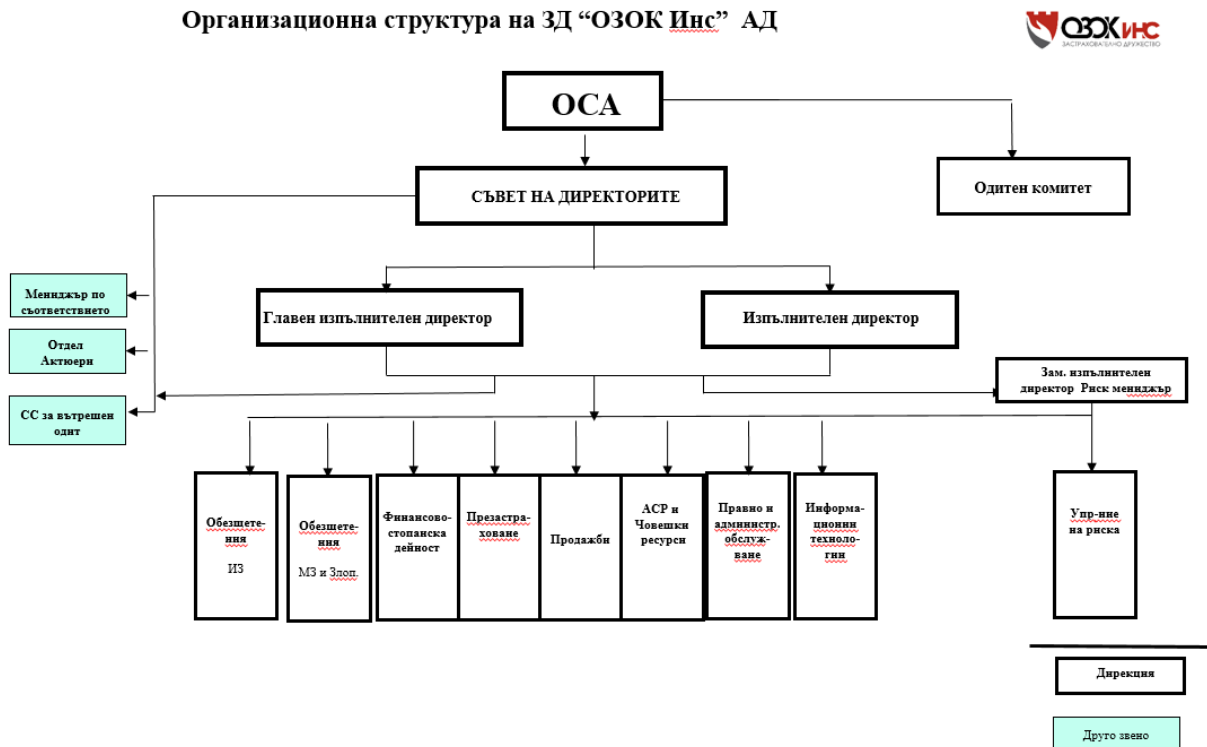 Организационна структура на ЗД “ОЗОК Инс” АД
ОЗОК ИНС
ЗАСТРАХОВАТЕЛНО ДРУЖЕСТВО
ОСА
Одитен комитет
СЪВЕТ НА ДИРЕКТОРИТЕ
Мениджър по
съответствието
Главен изпълнителен директор
Изпълнителен директор
Отдел
Актюери
Зам. изпълнителен
директор Риск мениджър
СС за вътрешен
одит
Обезщете-
ния
ИЗ
Обезщете-
ния
МЗ и Злоп.
Финансово-
стопанска
дейност
Презастра-
ховане
Продажби
АСР и
Човешки
ресурси
Правно и
администр.
обслуж-
ване
Информа-
ционни
техноло-
гии
Упр-ние
на риска
Дирекция
Друго звено